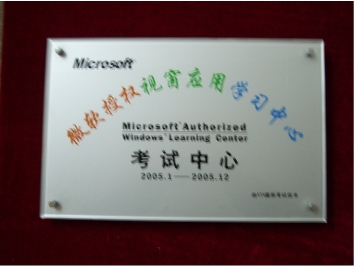 Microsoft
微软授权视窗应用学习中心
Microsoft Authorized
Windows Learning Center
考试中心
2005.1——2005.12